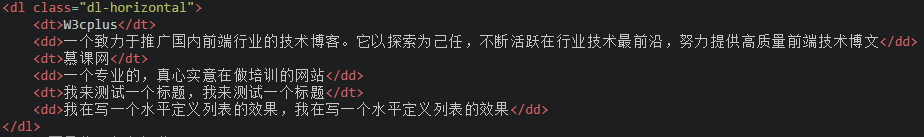 <dl class="dl-horizontal">
<dt>W3cplus</dt>
<dd>一个致力于推广国内前端行业的技术博客。它以探索为己任，不断活跃在行业技术最前沿，努力提供高质量前端技术博文</dd>
<dt>慕课网</dt>
<dd>一个专业的，真心实意在做培训的网站</dd>
<dt>我来测试一个标题，我来测试一个标题</dt>
<dd>我在写一个水平定义列表的效果，我在写一个水平定义列表的效果</dd>
</dl>